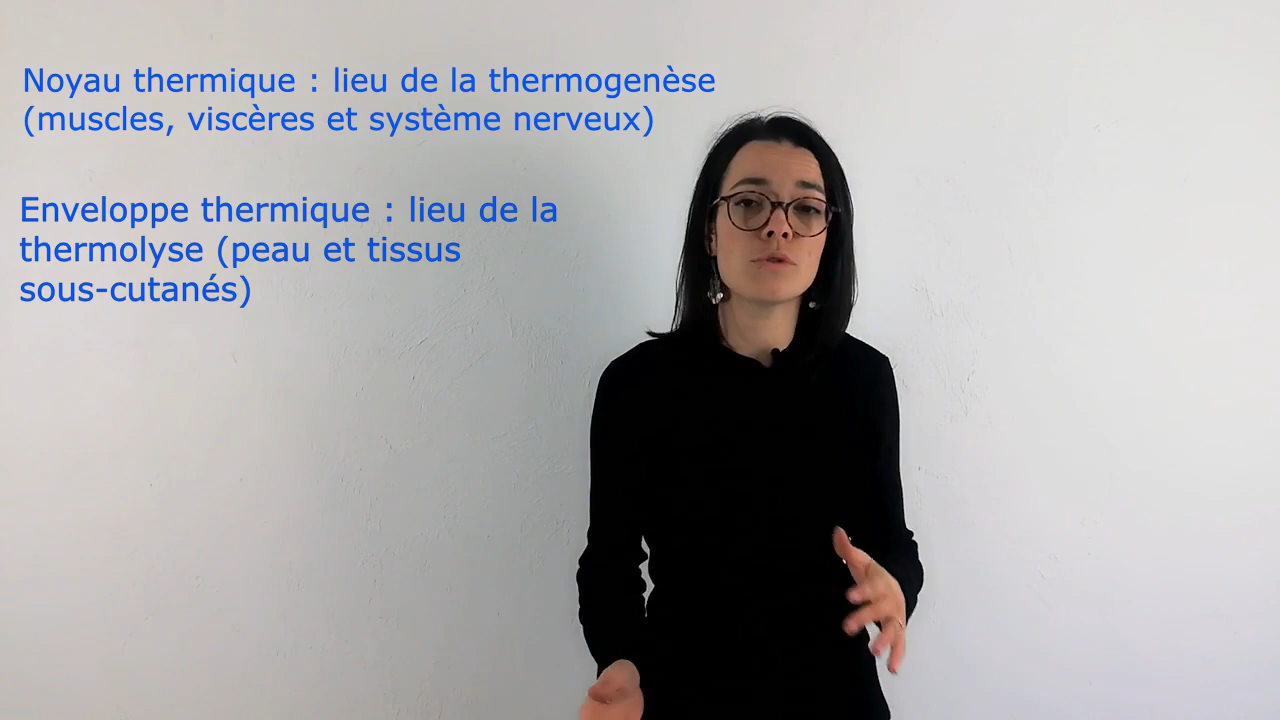 Noyau thermique : lieu de la thermogenèse
(muscles, viscères et système nerveux)
Enveloppe thermique : lieu de la
thermolyse (peau et tissus
sous-cutanés)